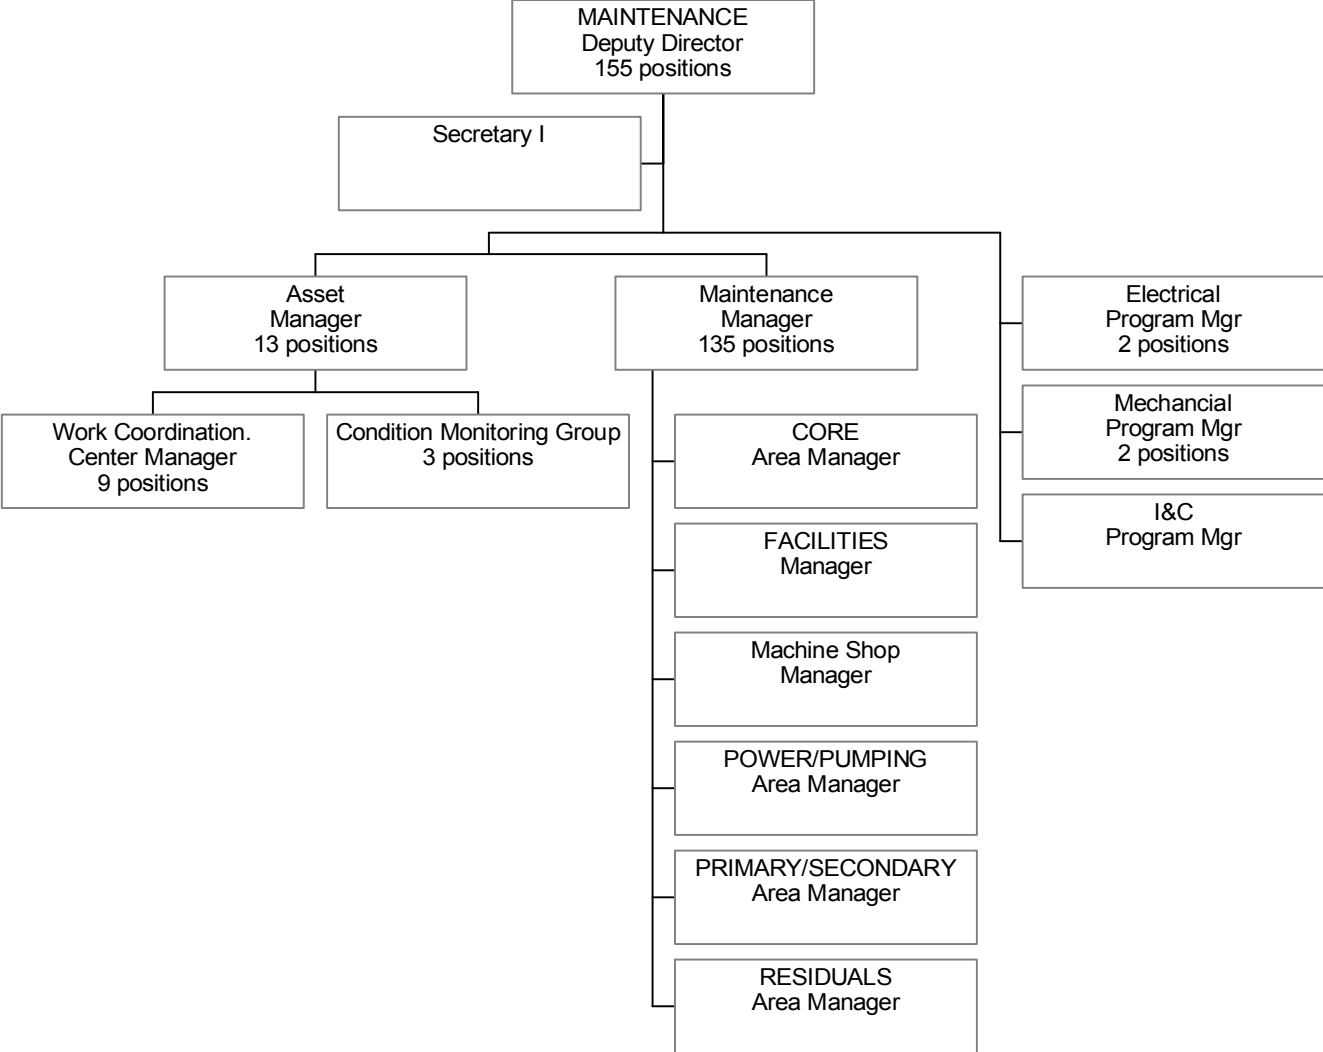 MAINTENANCE
Deputy Director
155 positions
Secretary I
Asset
Manager
13 positions
Maintenance
Manager
135 positions
Electrical
Program Mgr
2 positions
Mechancial
Program Mgr
2 positions
I&C
Program Mgr
Work Coordination.
Center Manager
9 positions
Condition Monitoring Group
3 positions
CORE
Area Manager
FACILITIES
Manager
Machine Shop
Manager
POWER/PUMPING
Area Manager
PRIMARY/SECONDARY
Area Manager
RESIDUALS
Area Manager